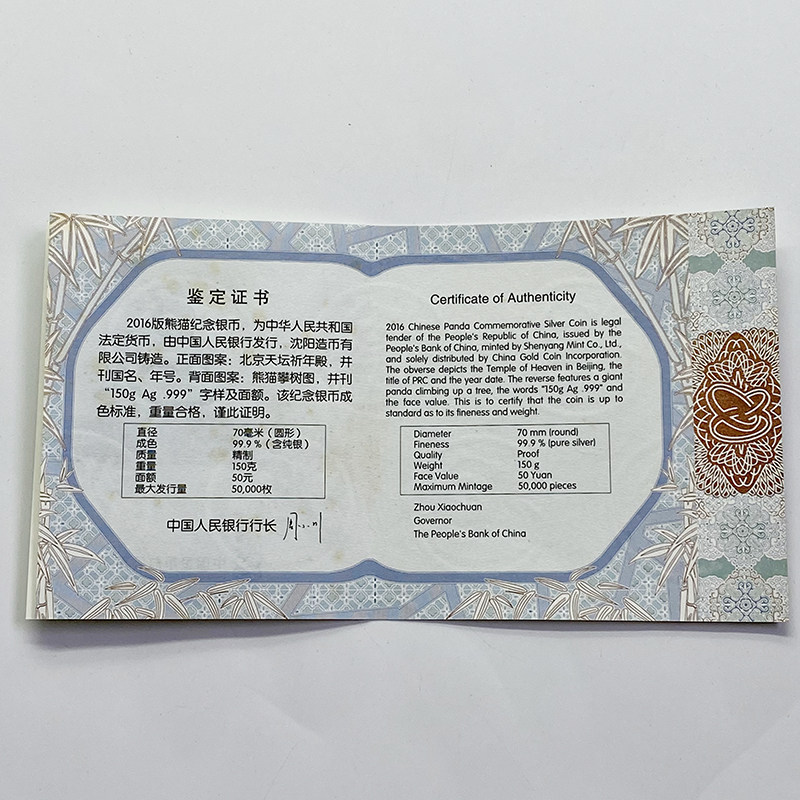 鉴定证书
2016版熊猫纪念银币，为中华人民共和国
法定货币，由中国人民银行发行，沈阳造币有
限公司铸造。正面图案：北京天坛祈年殿，并
刊国名、年号。背面图案：熊猫攀树图，并刊
“150g Ag .999”字样及面额。该纪念银币成
色标准，重量合格，谨此证明。
直径 70毫米（圆形）
成色 99.9％（含纯银）
质量 精制
重量 150克
面额 50元
最大发行量 50,000枚
中国人民银行行长
Certificate of Authenticity
2016 Chinese Panda Commemorative Silver Coin is legal
tender of the People's Republic of China, issued by the
People's Bank of China, minted by Shenyang Mint Co., Ltd.,
and solely distributed by China Gold Coin Incorporation.
The obverse depicts the Temple of Heaven in Beijing, the
title of PRC and the year date. The reverse features a giant
panda climbing up a tree, the words "150g Ag .999" and
the face value. This is to certify that the coin is up to
standard as to its fineness and weight.
Diameter 70 mm (round)
Fineness 99.9 % (pure silver)
Quality Proof
Weight 150 g
Face Value 50 Yuan
Maximum Mintage 50,000 pieces
Zhou Xiaochuan
Governor
The People's Bank of China